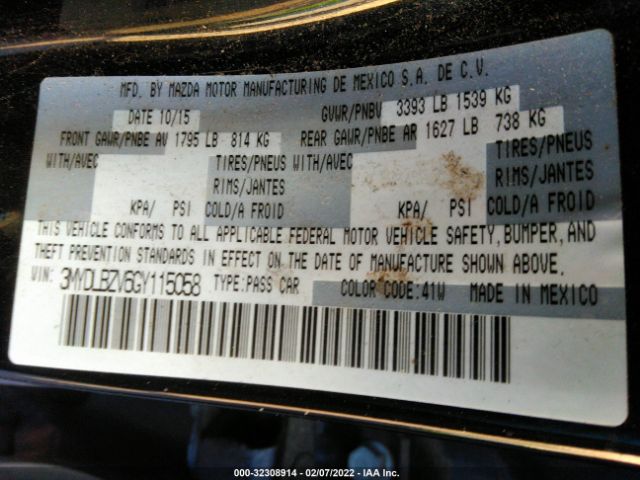 MFD. BY MAZDA MOTOR MANUFACTURING DE MEXICO S.A. DE C.V.
DATE 10/15 GVWR/PNBV 3393 LB 1539 KG
FRONT GAWR/PNBE AV 1795 LB 814 KG REAR GAWR/PNBE AR 1627 LB 738 KG
WITH/AVEC TIRES/PNEUS WITH/AVEC TIRES/PNEUS
RIMS/JANTES RIMS/JANTES
KPA/ PSI COLD/A FROID KPA/ PSI COLD/A FROID
THIS VEHICLE CONFORMS TO ALL APPLICABLE FEDERAL MOTOR VEHICLE SAFETY, BUMPER, AND
THEFT PREVENTION STANDARDS IN EFFECT ON THE DATE OF MANUFACTURE SHOWN ABOVE.
VIN: 3MYDLBZV6GY115058 TYPE:PASS CAR COLOR CODE:41W MADE IN MEXICO
000-32308914 - 02/07/2022 - IAA Inc.